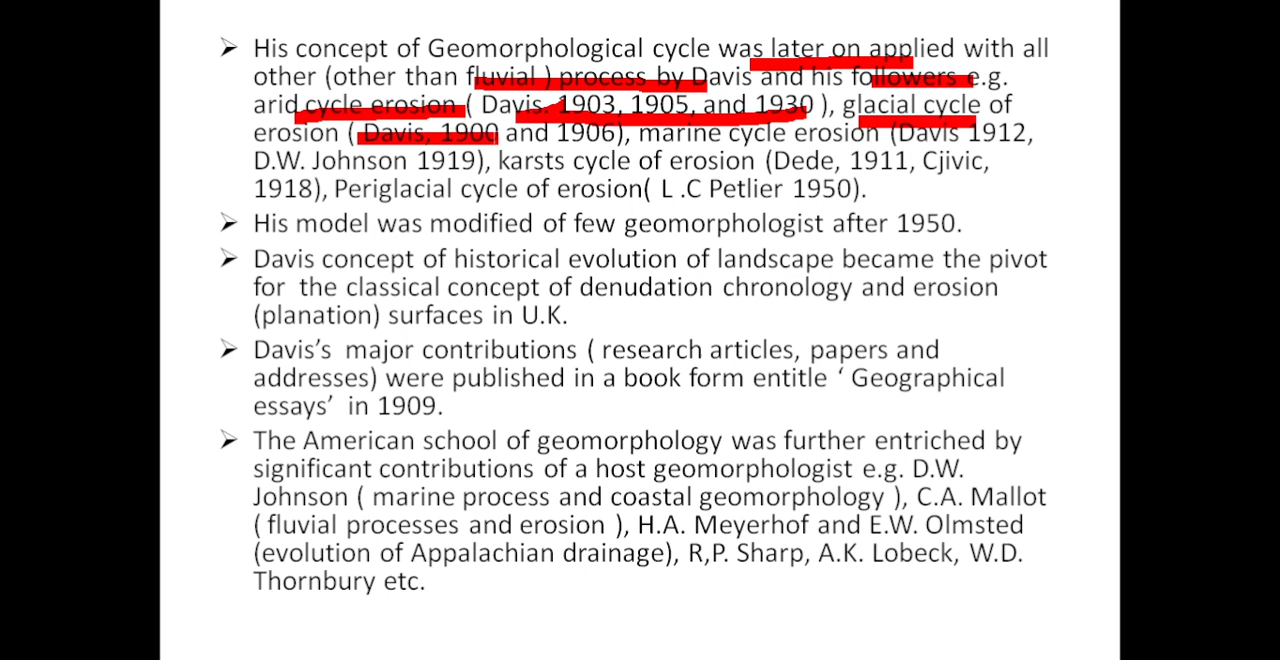 ➢ His concept of Geomorphological cycle was later on applied with all
other (other than fluvial ) process by Davis and his followers e.g.
arid cycle erosion ( Davis. 1903, 1905, and 1930 ), glacial cycle of
erosion ( Davis, 1900 and 1906), marine cycle erosion (Davis 1912,
D.W. Johnson 1919), karsts cycle of erosion (Dede, 1911, Cjivic,
1918), Periglacial cycle of erosion( L .C Petlier 1950).
➢ His model was modified of few geomorphologist after 1950.
➢ Davis concept of historical evolution of landscape became the pivot
for the classical concept of denudation chronology and erosion
(planation) surfaces in U.K.
➢ Davis’s major contributions ( research articles, papers and
addresses) were published in a book form entitle ‘ Geographical
essays’ in 1909.
➢ The American school of geomorphology was further entriched by
significant contributions of a host geomorphologist e.g. D.W.
Johnson ( marine process and coastal geomorphology ), C.A. Mallot
( fluvial processes and erosion ), H.A. Meyerhof and E.W. Olmsted
(evolution of Appalachian drainage), R,P. Sharp, A.K. Lobeck, W.D.
Thornbury etc.